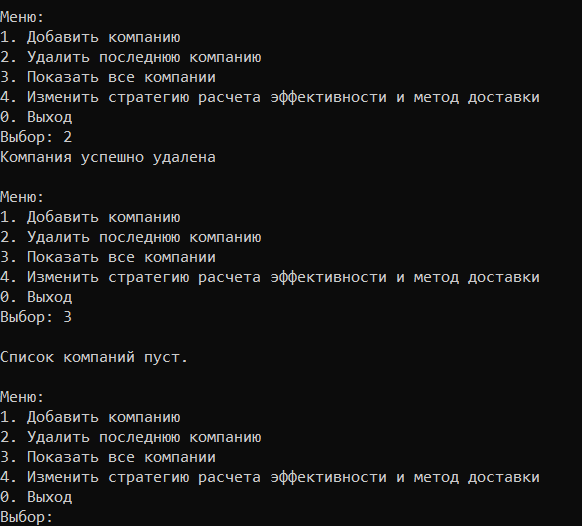 Меню:
1. Добавить компанию
2. Удалить последнюю компанию
3. Показать все компании
4. Изменить стратегию расчета эффективности и метод доставки
0. Выход
Выбор: 2
Компания успешно удалена
Меню:
1. Добавить компанию
2. Удалить последнюю компанию
3. Показать все компании
4. Изменить стратегию расчета эффективности и метод доставки
0. Выход
Выбор: 3
Список компаний пуст.
Меню:
1. Добавить компанию
2. Удалить последнюю компанию
3. Показать все компании
4. Изменить стратегию расчета эффективности и метод доставки
0. Выход
Выбор: